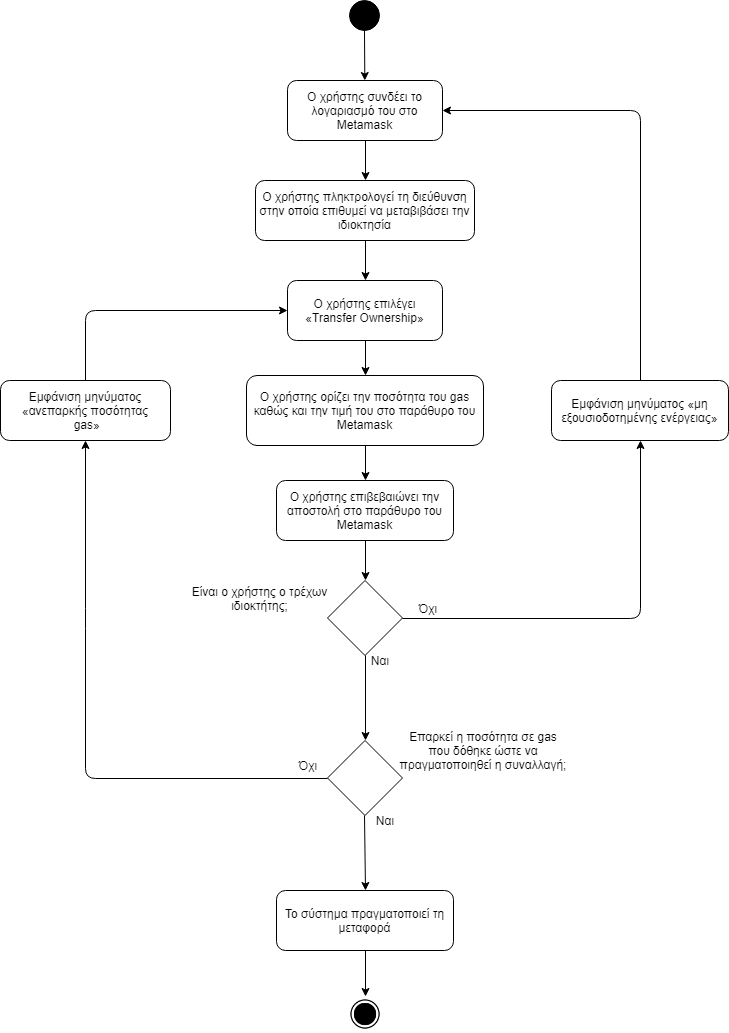 Ο χρήστης συνδέει το
λογαριασμό του στο
Metamask
Ο χρήστης πληκτρολογεί τη διεύθυνση
στην οποία επιθυμεί να μεταβιβάσει την
ιδιοκτησία
Ο χρήστης επιλέγει
«Transfer Ownership»
Εμφάνιση μηνύματος
«ανεπαρκής ποσότητας
gas»
Ο χρήστης ορίζει την ποσότητα του gas
καθώς και την τιμή του στο παράθυρο του
Metamask
Εμφάνιση μηνύματος «μη
εξουσιοδοτημένης ενέργειας»
Ο χρήστης επιβεβαιώνει την
αποστολή στο παράθυρο του
Metamask
Είναι ο χρήστης ο τρέχων
ιδιοκτήτης;
Όχι
Ναι
Επαρκεί η ποσότητα σε gas
που δόθηκε ώστε να
πραγματοποιηθεί η συναλλαγή;
Όχι
Ναι
Το σύστημα πραγματοποιεί τη
μεταφορά